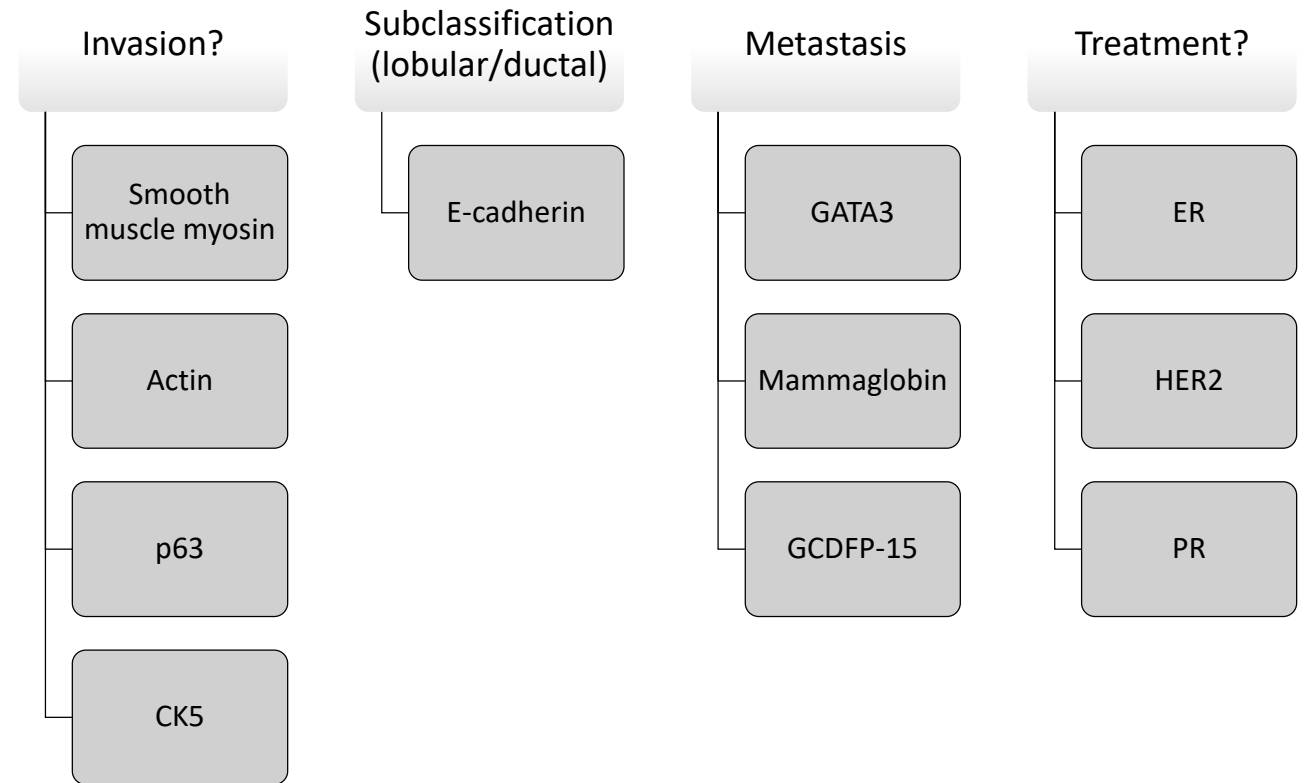 Invasion?
Smooth
muscle myosin
Actin
p63
CK5
Subclassification
(lobular/ductal)
E-cadherin
Metastasis
GATA3
Mammaglobin
GCDFP-15
Treatment?
ER
HER2
PR